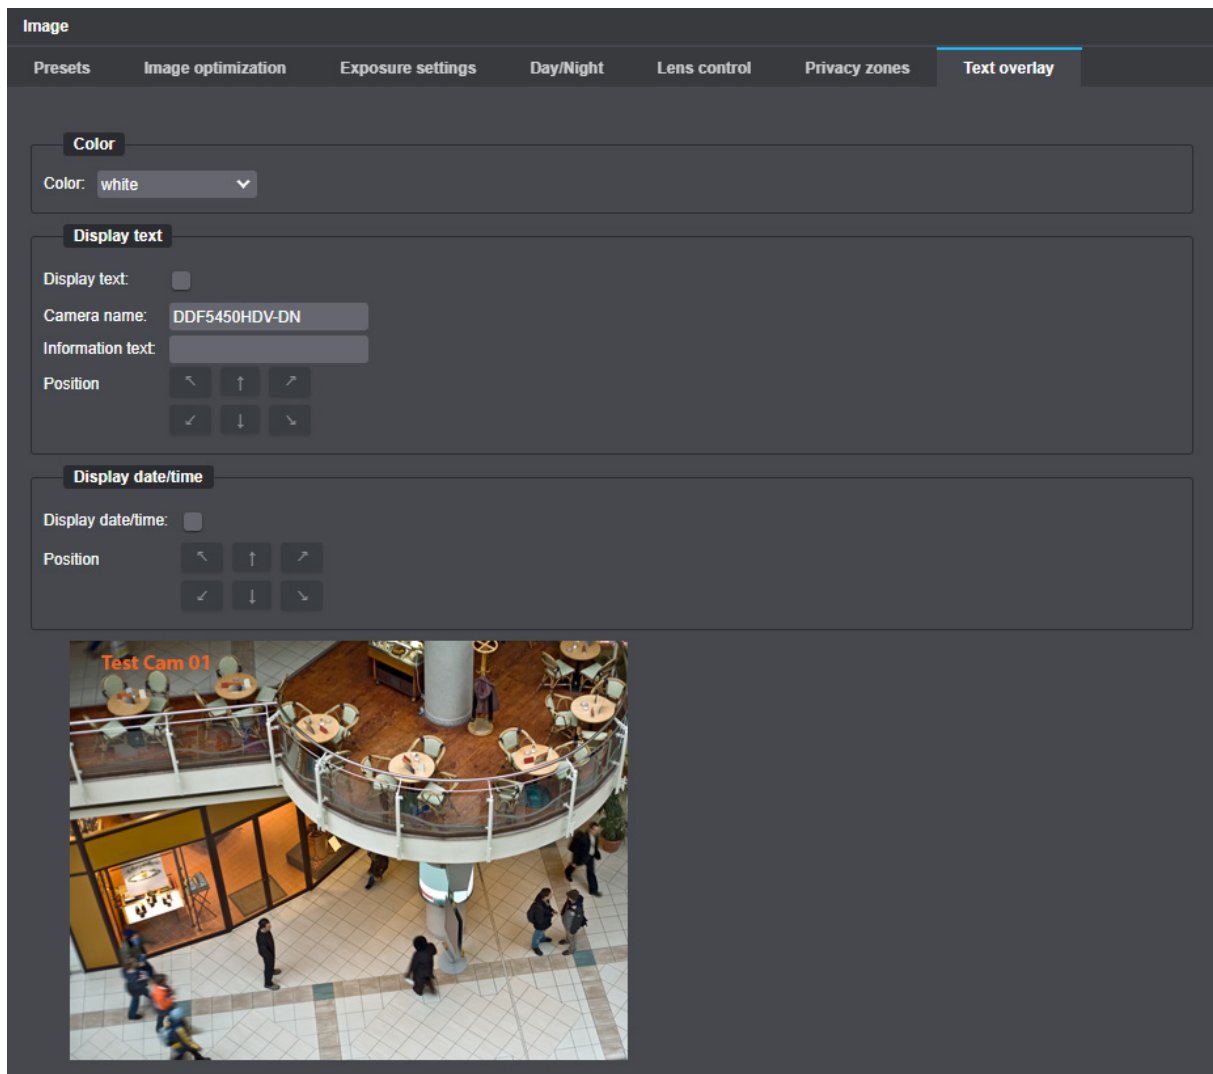 Image
Presets Image optimization Exposure settings Day/Night Lens control Privacy zones Text overlay
Color
Color: white
Display text
Display text:
Camera name: DDF5450HDV-DN
Information text:
Position ↖ ↑ ↗
↙ ↓ ↘
Display date/time
Display date/time:
Position ↖ ↑ ↗
↙ ↓ ↘
Test Cam 01